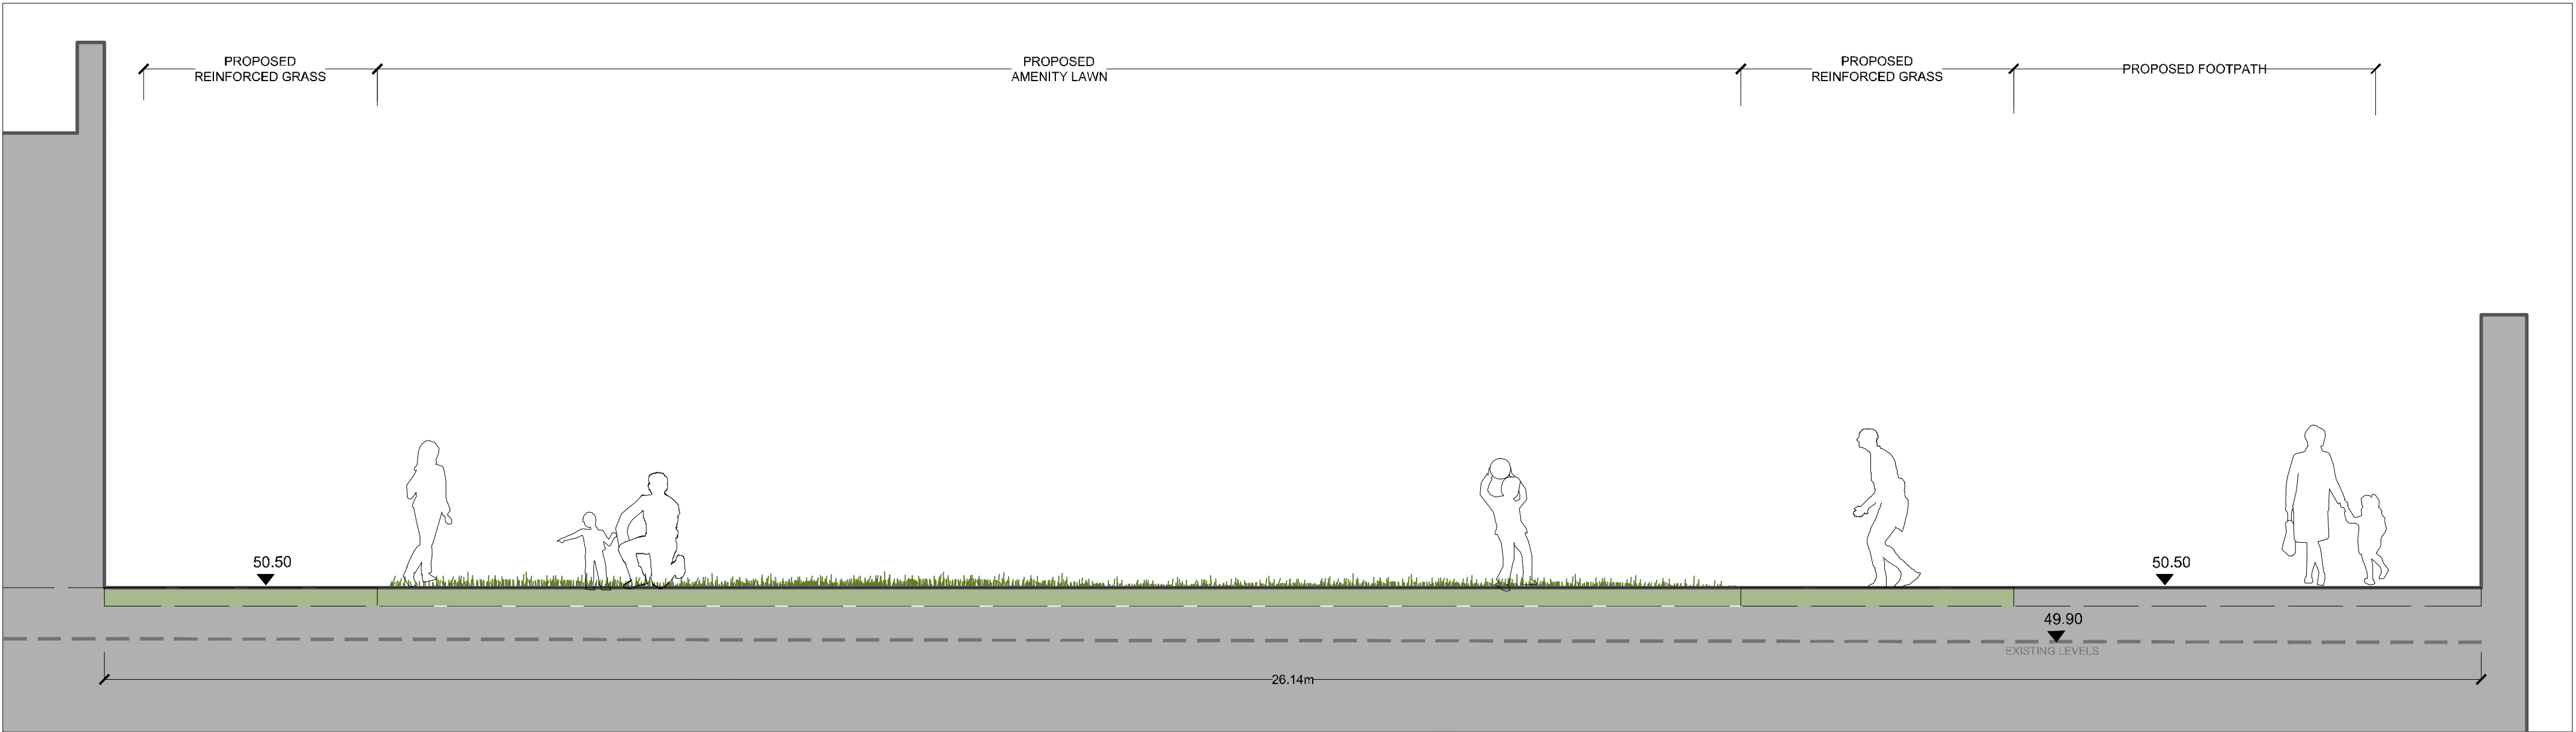 PROPOSED
REINFORCED GRASS
PROPOSED
AMENITY LAWN
PROPOSED
REINFORCED GRASS
PROPOSED FOOTPATH
50.50
50.50
49.90
EXISTING LEVELS
26.14m